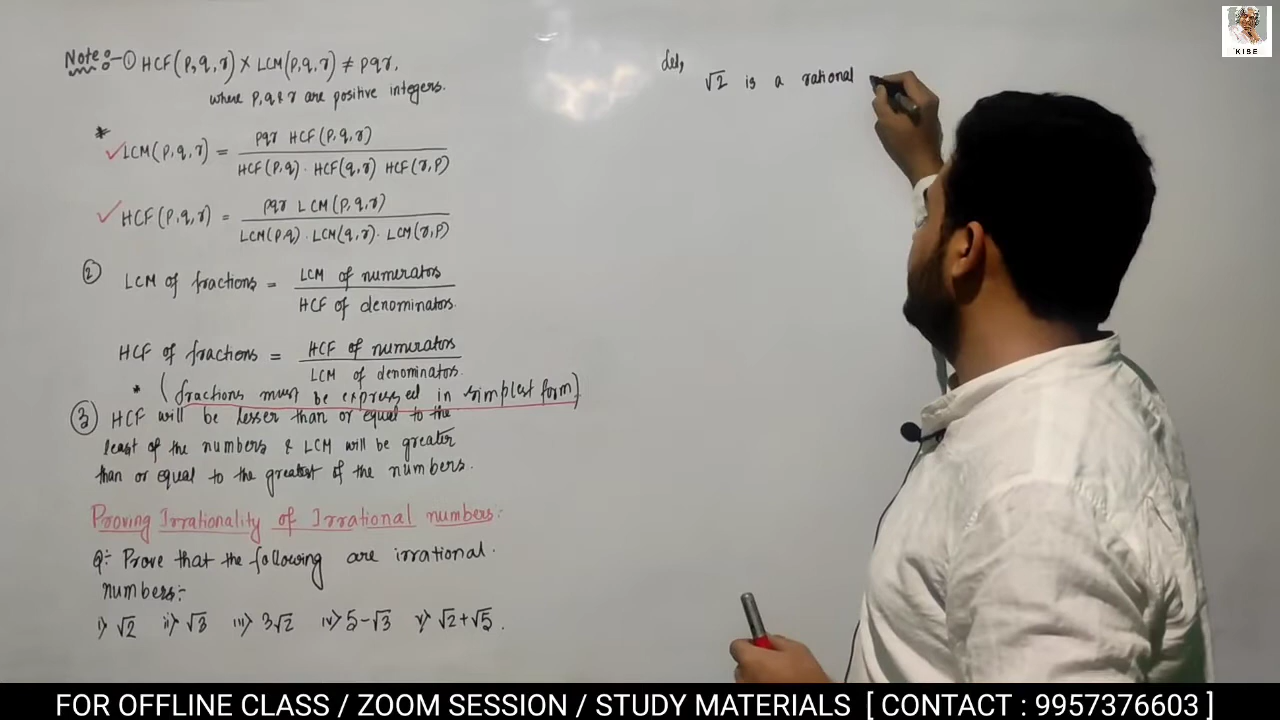 Note:- ① HCF(P,q,r) × LCM(P,q,r) ≠ pqr.
where p,q & r are positive integers.
* ✓ LCM(P,q,r) = pqr HCF(P,q,r)
HCF(P,q) . HCF(q,r) HCF(r,P)
✓ HCF(P,q,r) = pqr LCM(P,q,r)
LCM(P,q) . LCM(q,r) . LCM(r,P)
② LCM of fractions = LCM of numerators
HCF of denominators.
HCF of fractions = HCF of numerators
LCM of denominators.
* (fractions must be expressed in simplest form)
③ HCF will be lesser than or equal to the
least of the numbers & LCM will be greater
than or equal to the greatest of the numbers.
Proving Irrationality of Irrational numbers:
Q:- Prove that the following are irrational
numbers:-
i> √2 ii> √3 iii> 3√2 iv> 5-√3 v> √2+√5.
Let,
√2 is a rational
KISE
FOR OFFLINE CLASS / ZOOM SESSION / STUDY MATERIALS [ CONTACT : 9957376603 ]